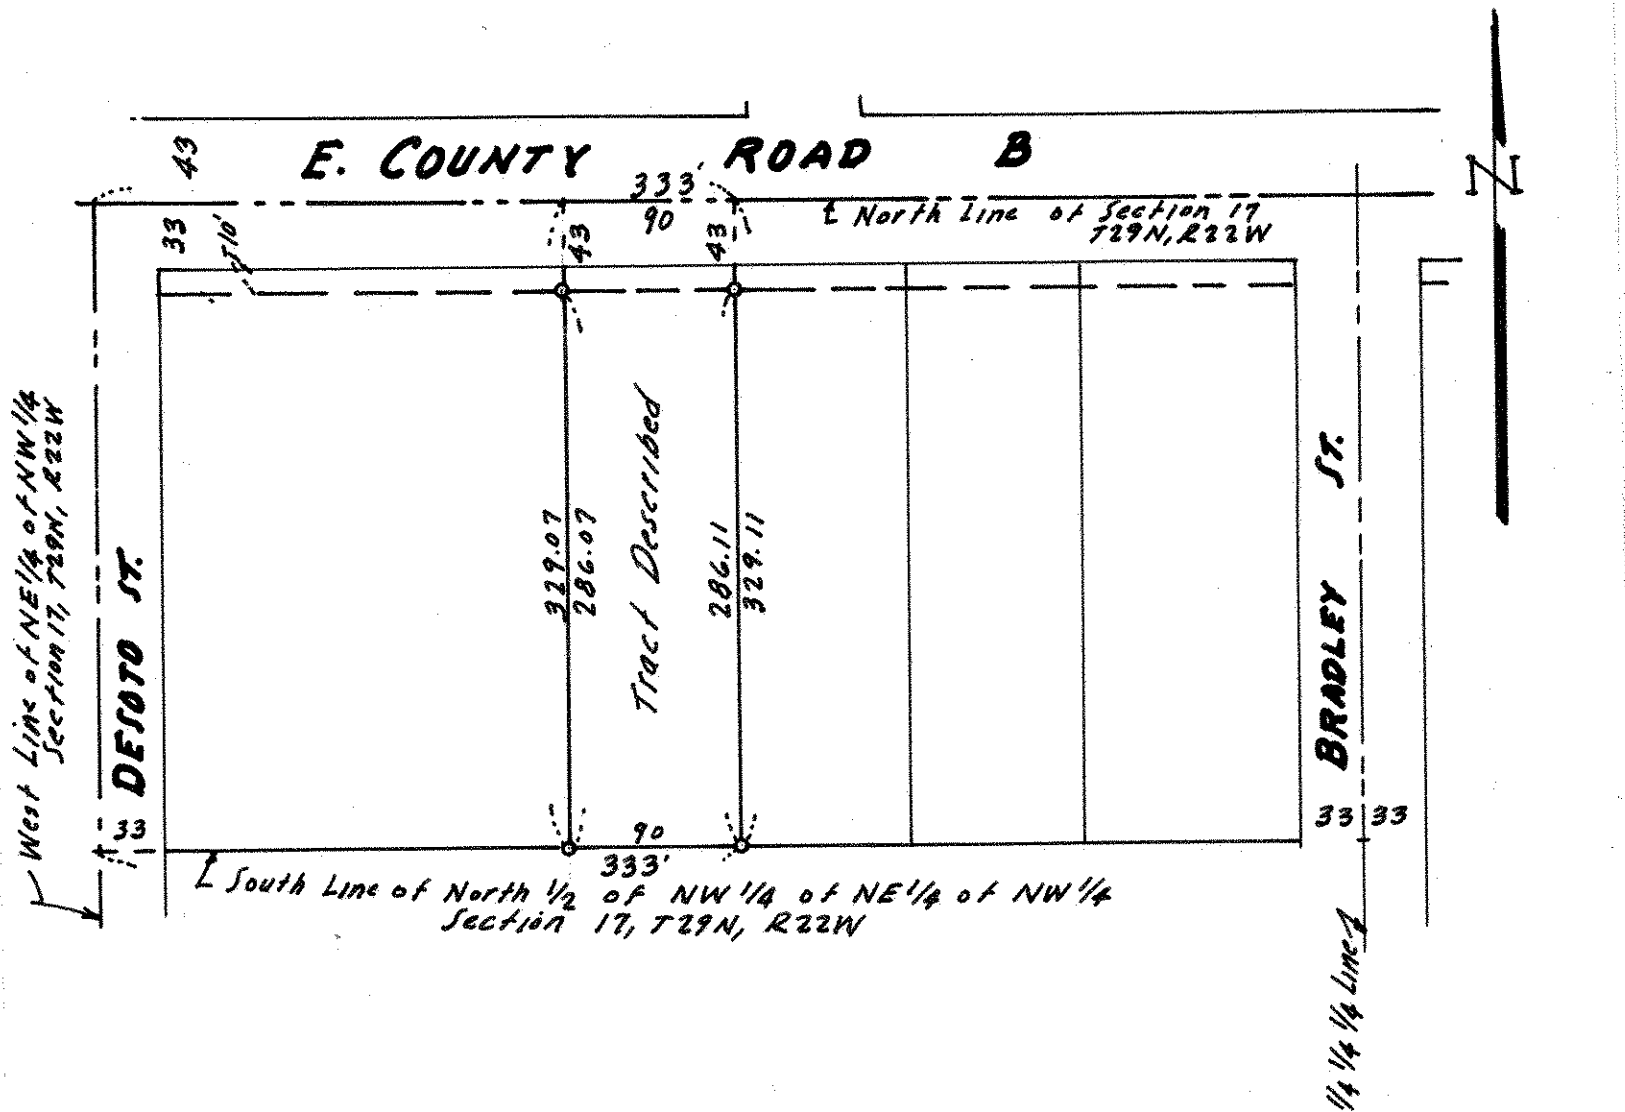 E. COUNTY ROAD B
43
333'
90
℄ North Line of Section 17
T29N, R22W
N
33
10'
43
43
West Line of NE 1/4 of NW 1/4
Section 17, T29N, R22W
DESOTO ST.
329.07
286.07
Tract Described
286.11
329.11
BRADLEY ST.
33
90
333'
33 33
South Line of North 1/2 of NW 1/4 of NE 1/4 of NW 1/4
Section 17, T29N, R22W
1/4 1/4 1/4 Line